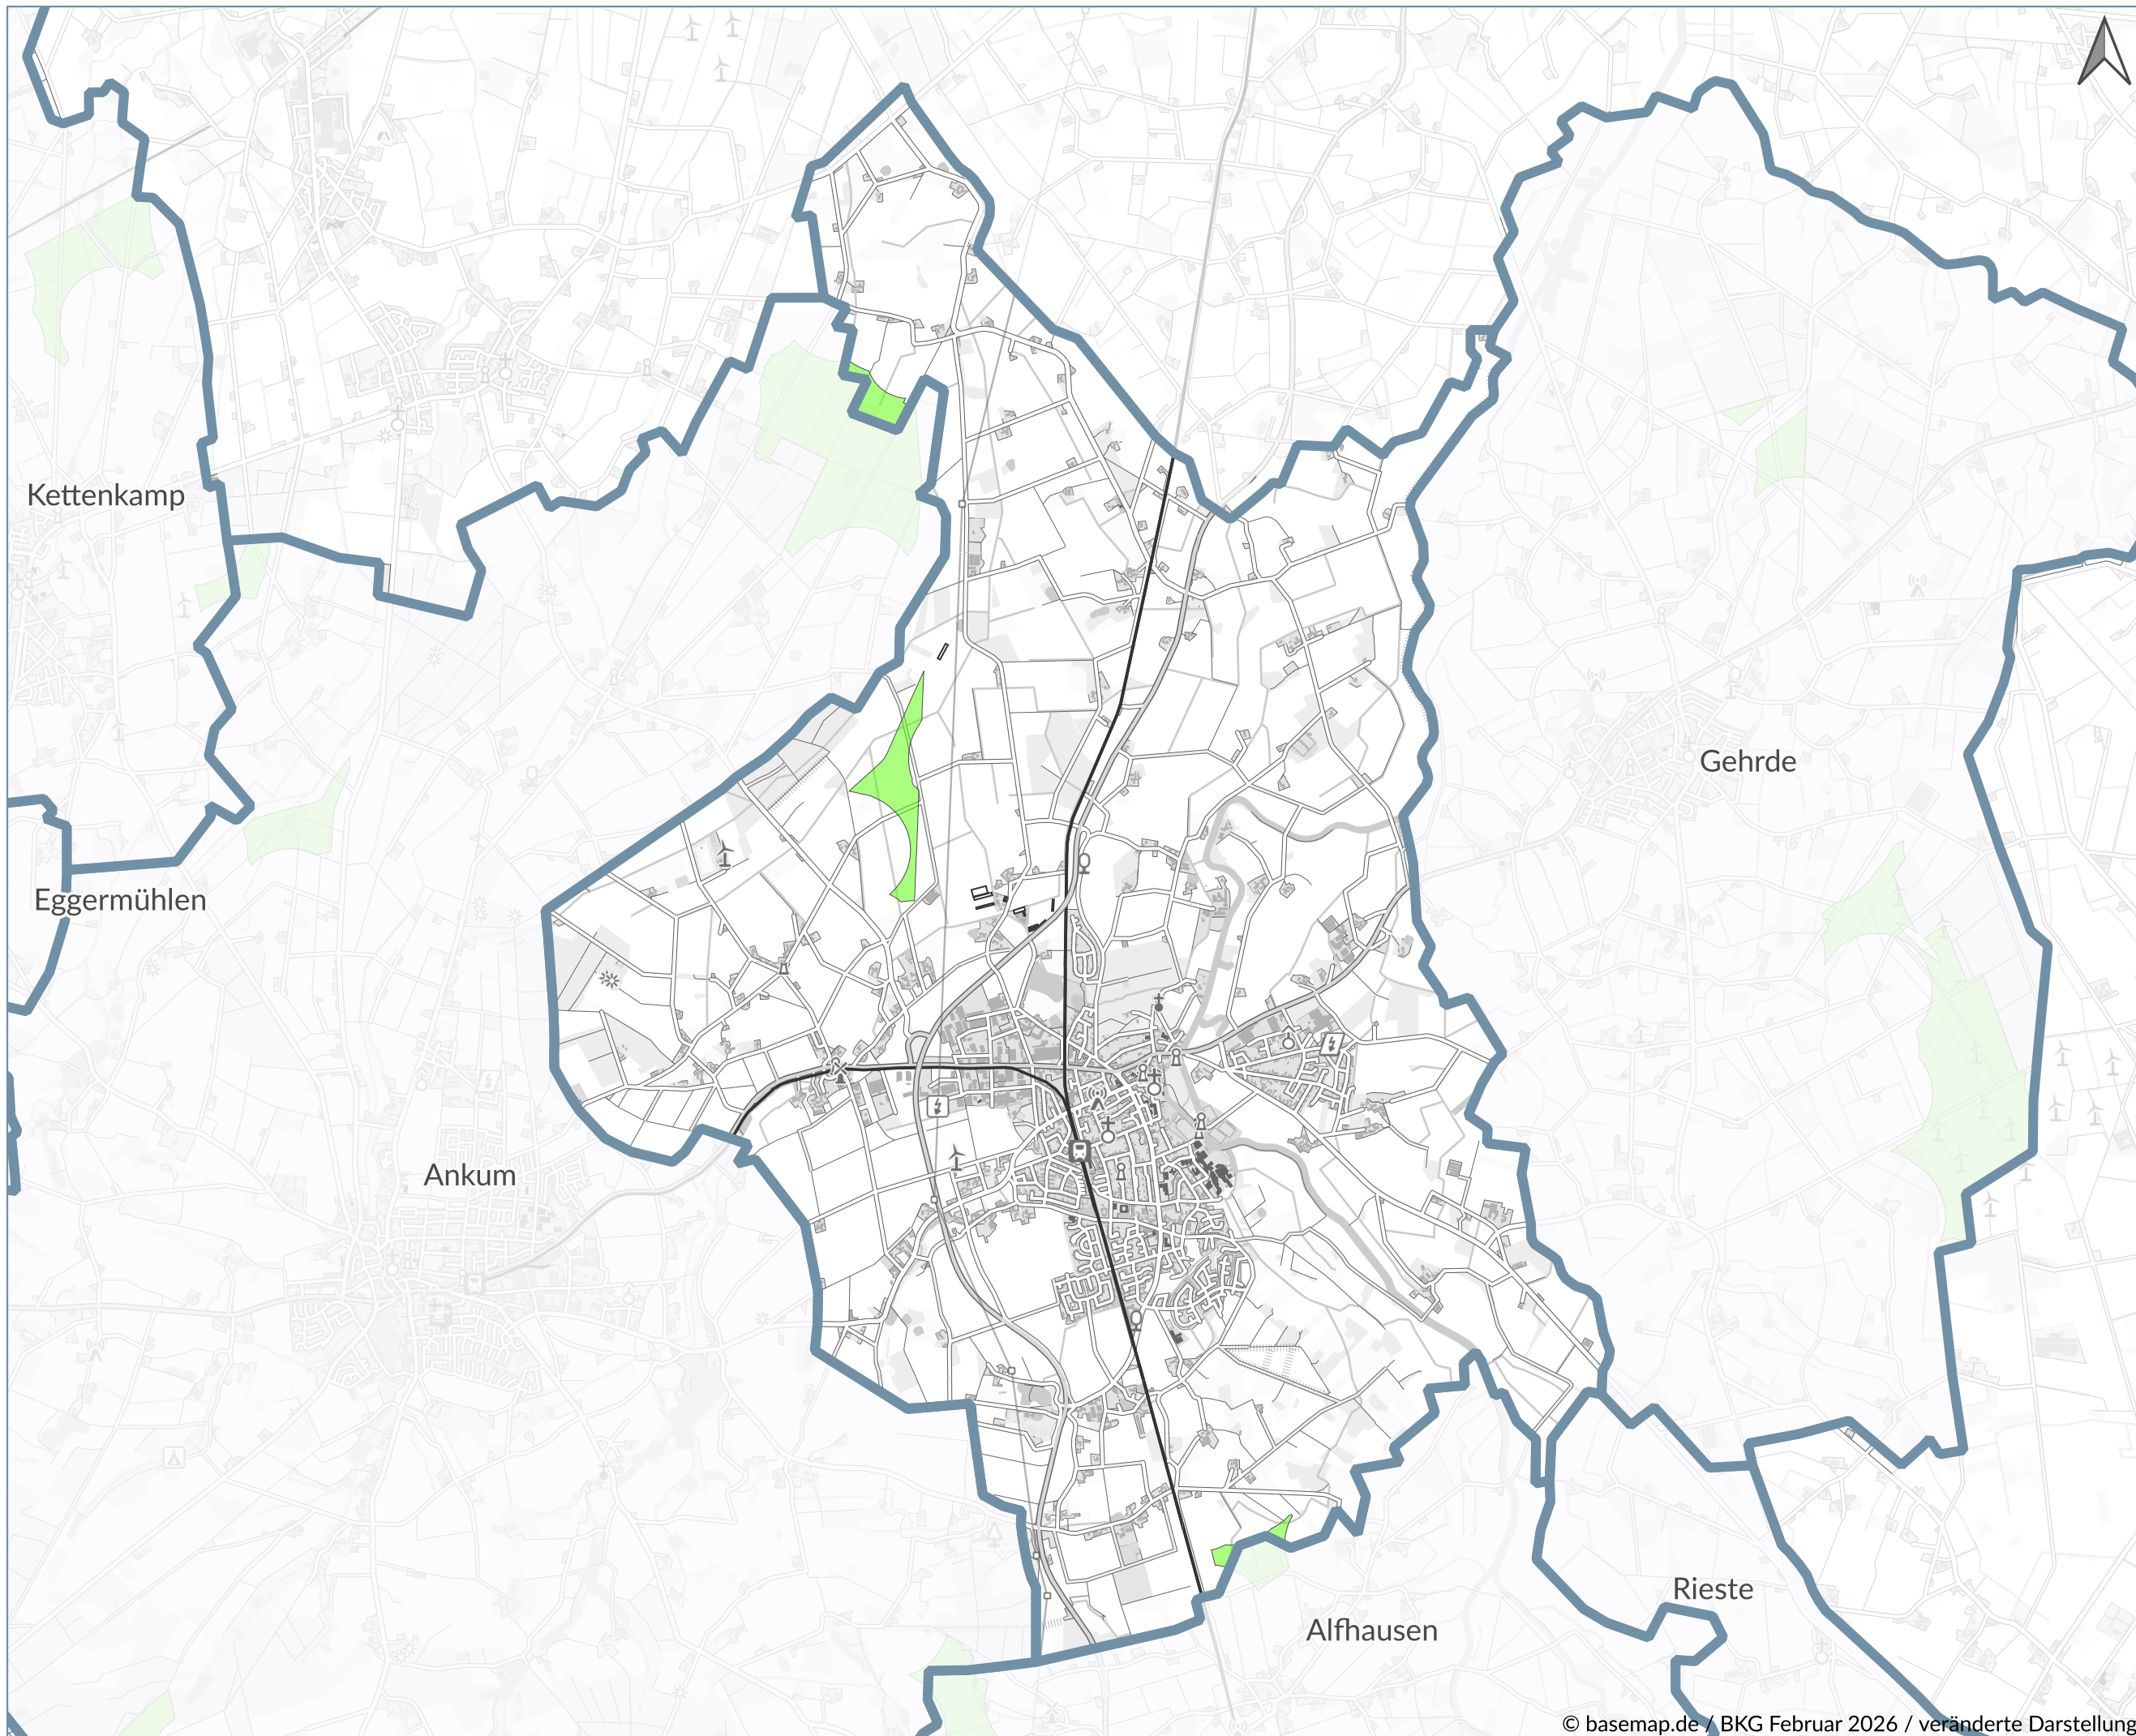 Kettenkamp
Gehrde
Eggermühlen
Ankum
Rieste
Alfhausen
© basemap.de / BKG Februar 2026 / veränderte Darstellung